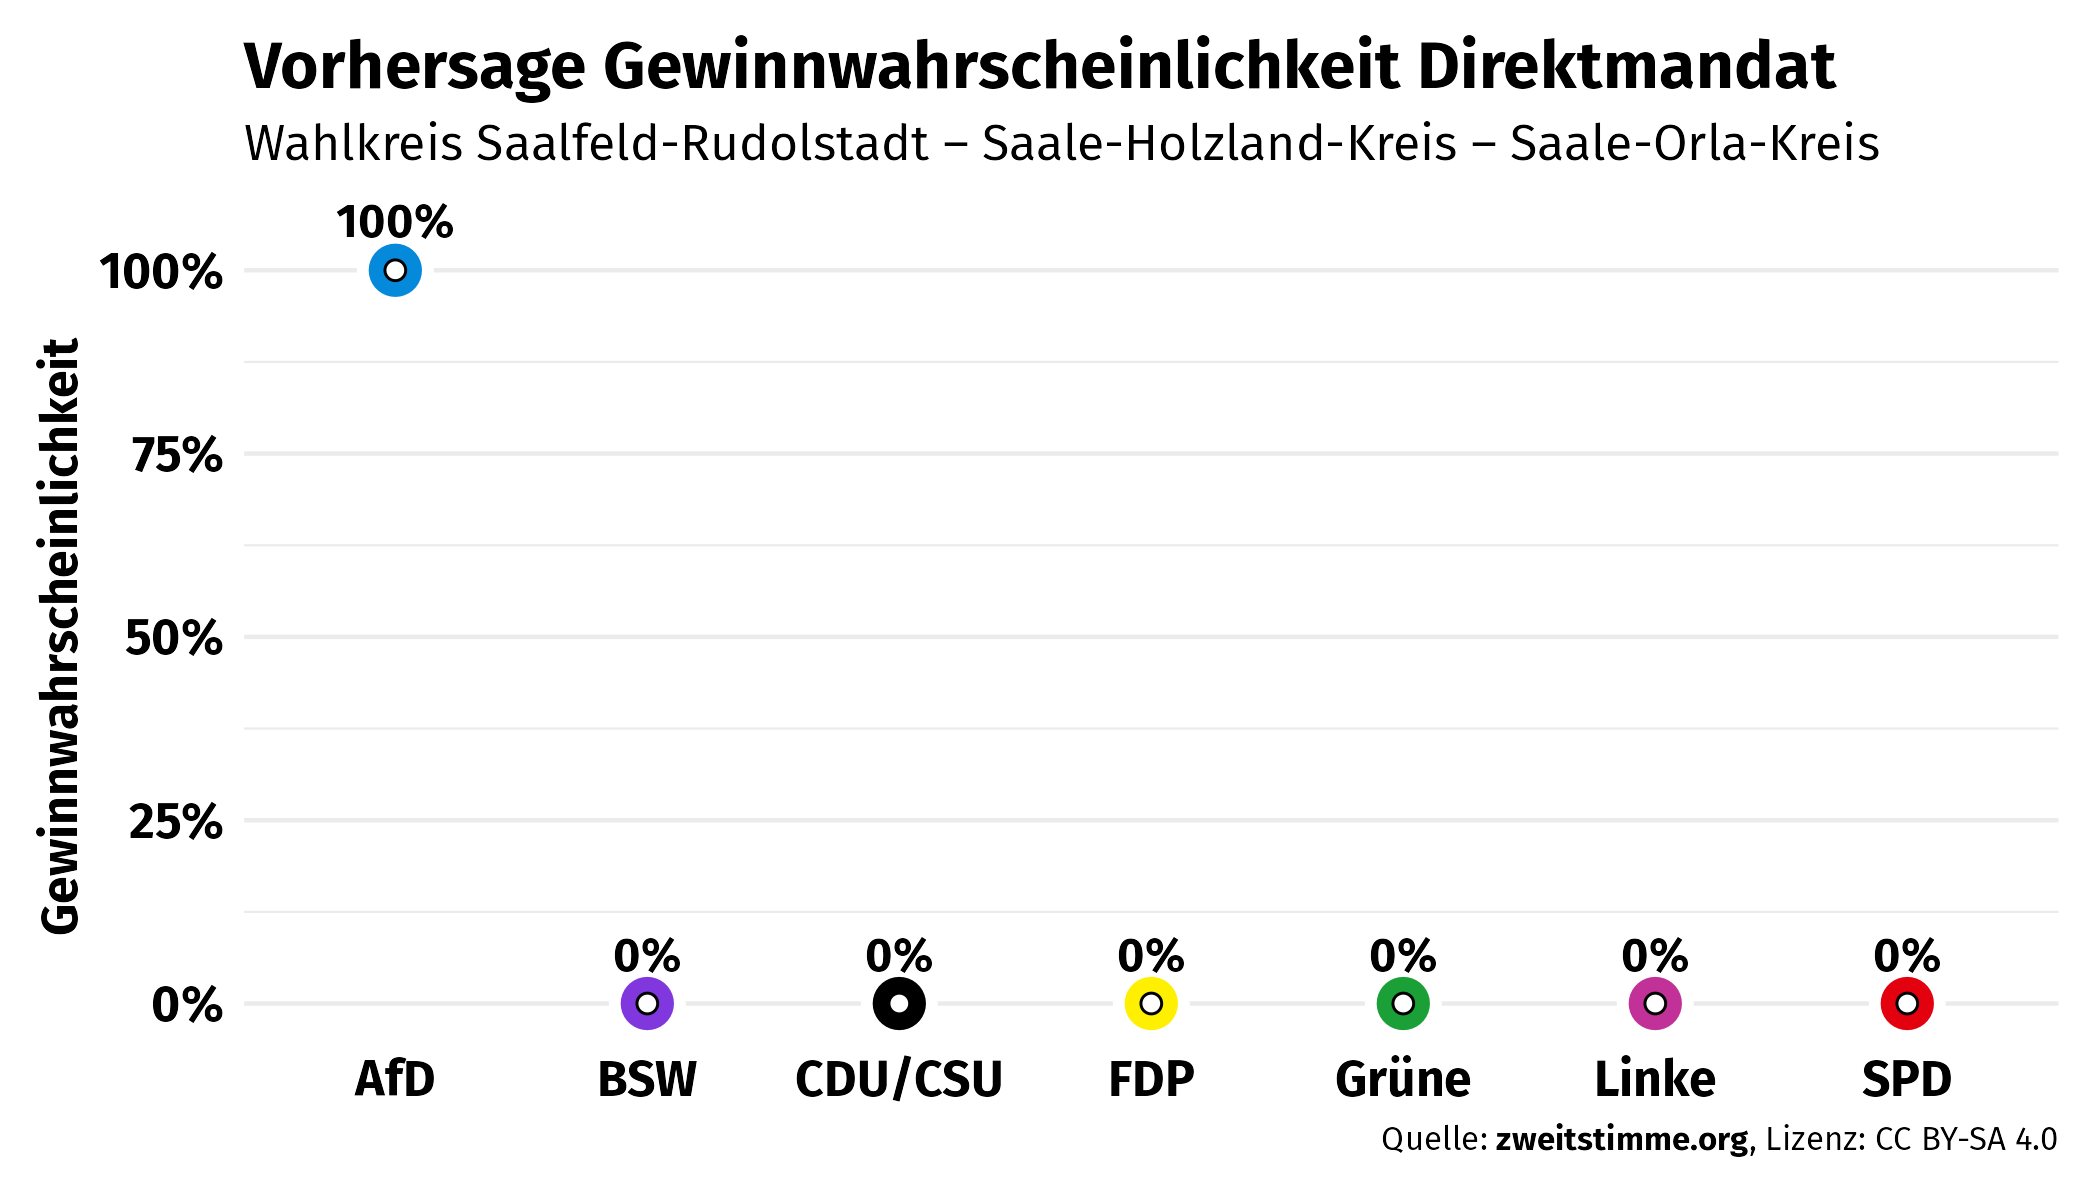 Vorhersage Gewinnwahrscheinlichkeit Direktmandat
Wahlkreis Saalfeld-Rudolstadt – Saale-Holzland-Kreis – Saale-Orla-Kreis
Gewinnwahrscheinlichkeit
100%
75%
50%
25%
0%
100%
0%
0%
0%
0%
0%
0%
AfD
BSW
CDU/CSU
FDP
Grüne
Linke
SPD
Quelle: zweitstimme.org, Lizenz: CC BY-SA 4.0